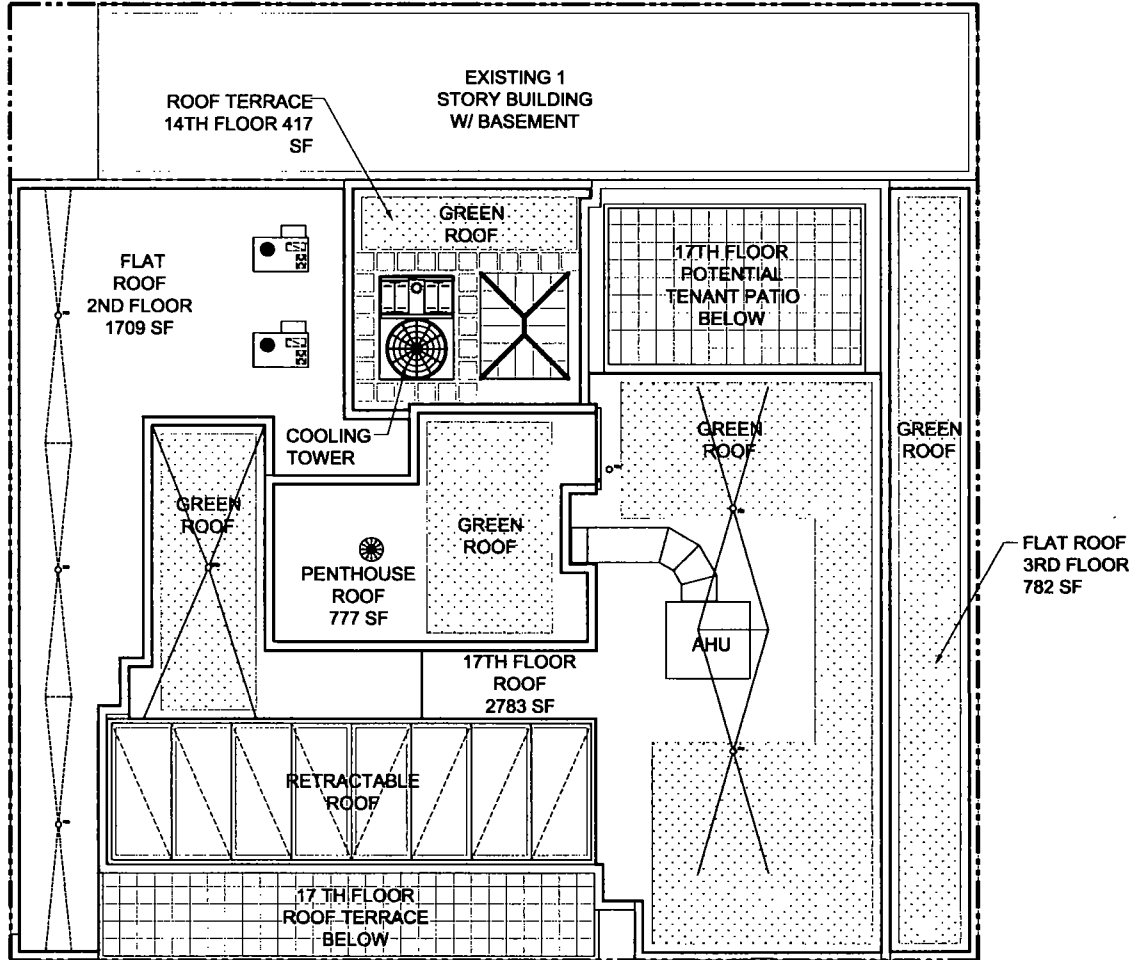 EXISTING 1
STORY BUILDING
W/ BASEMENT
ROOF TERRACE
14TH FLOOR 417
SF
GREEN
ROOF
FLAT
ROOF
2ND FLOOR
1709 SF
17TH FLOOR
POTENTIAL
TENANT PATIO
BELOW
COOLING
TOWER
GREEN
ROOF
GREEN
ROOF
GREEN
ROOF
GREEN
ROOF
PENTHOUSE
ROOF
777 SF
FLAT ROOF
3RD FLOOR
782 SF
AHU
17TH FLOOR
ROOF
2783 SF
RETRACTABLE
ROOF
17 TH FLOOR
ROOF TERRACE
BELOW